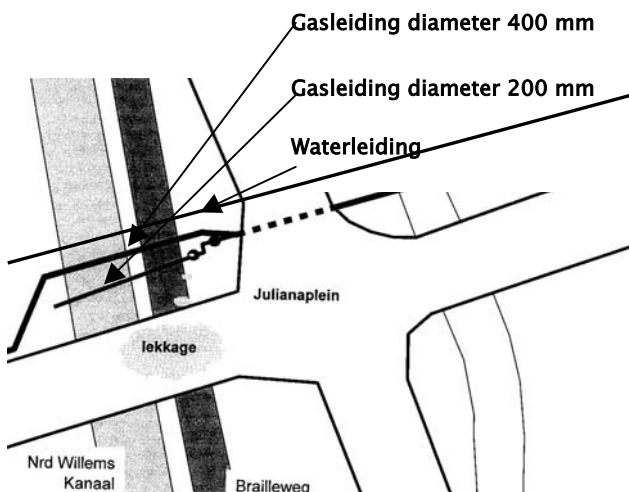 Gasleiding diameter 400 mm
Gasleiding diameter 200 mm
Waterleiding
Julianaplein
lekkage
Nrd Willems
Kanaal
Brailleweg